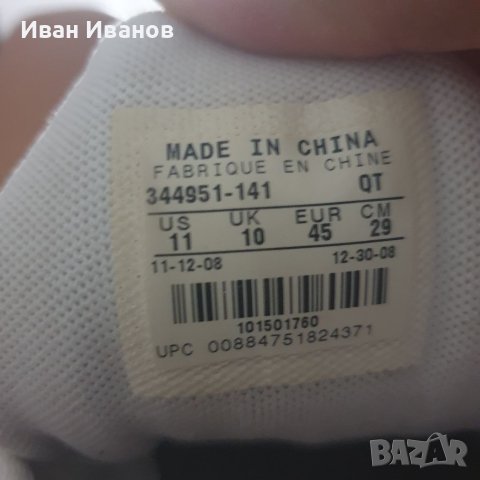 Иван Иванов
MADE IN CHINA
FABRIQUE EN CHINE
344951-141 QT
US UK EUR CM
11 10 45 29
11-12-08 12-30-08
101501760
UPC 00884751824371
BAZAR